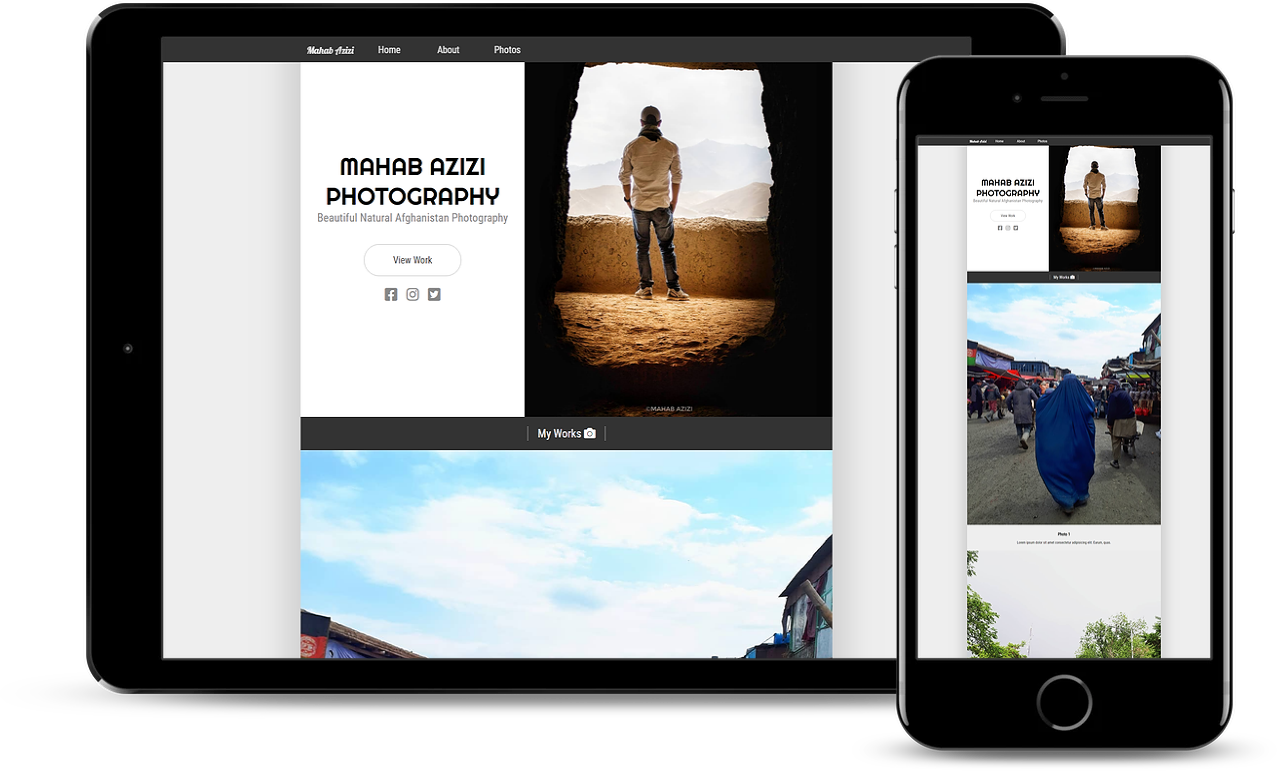 Mahab Azizi Home About Photos
MAHAB AZIZI
PHOTOGRAPHY
Beautiful Natural Afghanistan Photography
View Work
©MAHAB AZIZI
My Works
Mahab Azizi Home About Photos
MAHAB AZIZI
PHOTOGRAPHY
Beautiful Natural Afghanistan Photography
View Work
My Works
Photo 1
Lorem ipsum dolor sit amet consectetur adipisicing elit. Earum, quas.